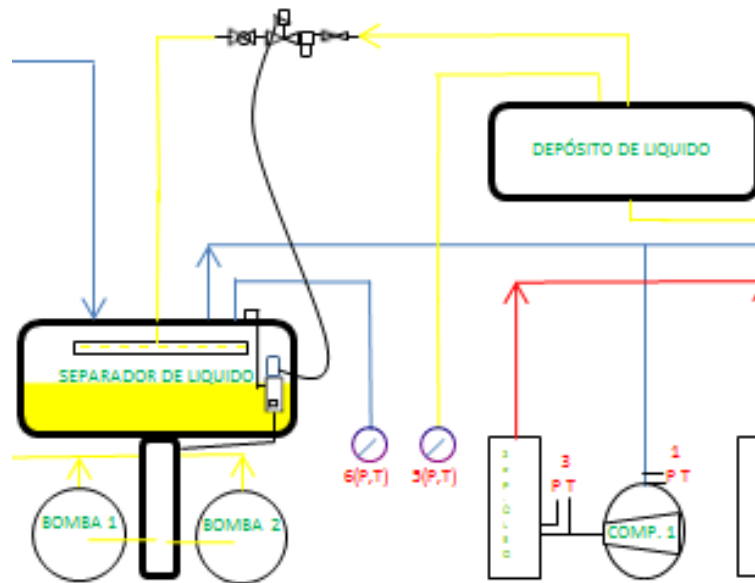 DEPÓSITO DE LIQUIDO
SEPARADOR DE LIQUIDO
6(P,T)
5(P,T)
3
P T
1
P T
BOMBA 1
BOMBA 2
COMP. 1